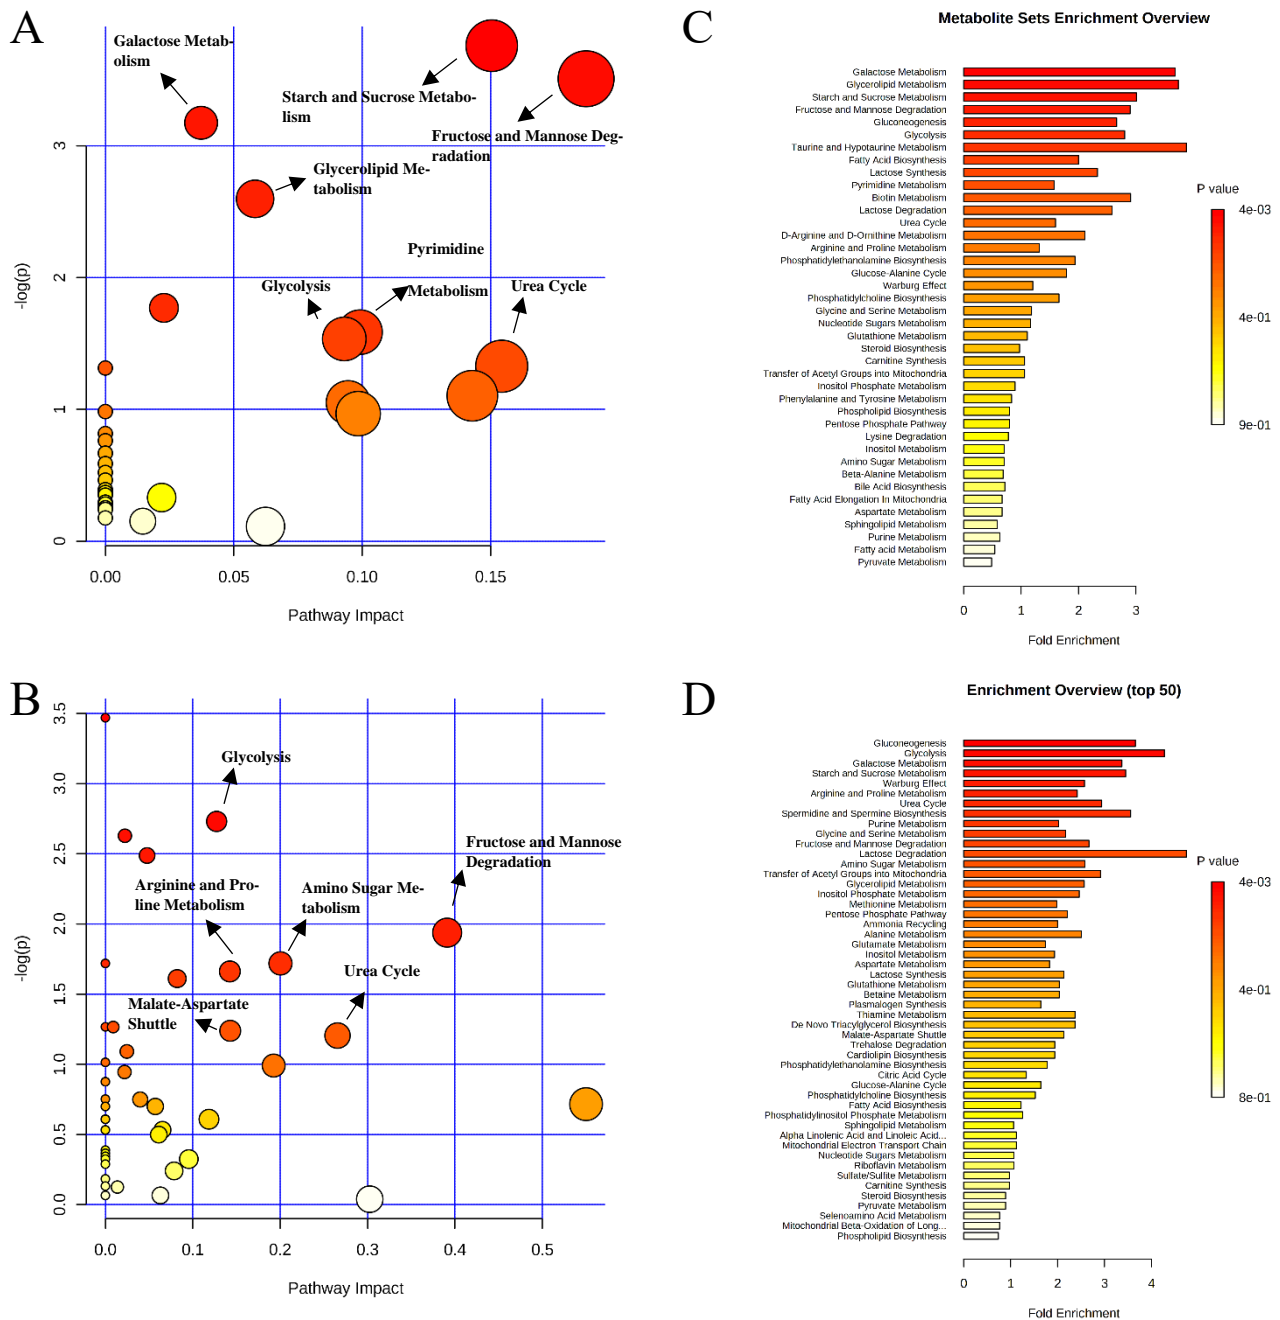 A
Galactose Metab-
olism
Starch and Sucrose Metabo-
lism
Fructose and Mannose Deg-
radation
Glycerolipid Me-
tabolism
Pyrimidine
Metabolism
Glycolysis
Urea Cycle
-log(p)
3
2
1
0
0.00
0.05
0.10
0.15
Pathway Impact
B
Glycolysis
Fructose and Mannose
Degradation
Arginine and Pro-
line Metabolism
Amino Sugar Me-
tabolism
Urea Cycle
Malate-Aspartate
Shuttle
-log(p)
3.5
3.0
2.5
2.0
1.5
1.0
0.5
0.0
0.0
0.1
0.2
0.3
0.4
0.5
Pathway Impact
C
Metabolite Sets Enrichment Overview
Galactose Metabolism
Glycerolipid Metabolism
Starch and Sucrose Metabolism
Fructose and Mannose Degradation
Gluconeogenesis
Glycolysis
Taurine and Hypotaurine Metabolism
Fatty Acid Biosynthesis
Lactose Synthesis
Pyrimidine Metabolism
Biotin Metabolism
Lactose Degradation
Urea Cycle
D-Arginine and D-Ornithine Metabolism
Arginine and Proline Metabolism
Phosphatidylethanolamine Biosynthesis
Glucose-Alanine Cycle
Warburg Effect
Phosphatidylcholine Biosynthesis
Glycine and Serine Metabolism
Nucleotide Sugars Metabolism
Glutathione Metabolism
Steroid Biosynthesis
Carnitine Synthesis
Transfer of Acetyl Groups into Mitochondria
Inositol Phosphate Metabolism
Phenylalanine and Tyrosine Metabolism
Phospholipid Biosynthesis
Pentose Phosphate Pathway
Lysine Degradation
Inositol Metabolism
Amino Sugar Metabolism
Beta-Alanine Metabolism
Bile Acid Biosynthesis
Fatty Acid Elongation In Mitochondria
Aspartate Metabolism
Sphingolipid Metabolism
Purine Metabolism
Fatty acid Metabolism
Pyruvate Metabolism
0
1
2
3
Fold Enrichment
P value
4e-03
4e-01
9e-01
D
Enrichment Overview (top 50)
Gluconeogenesis
Glycolysis
Galactose Metabolism
Starch and Sucrose Metabolism
Warburg Effect
Arginine and Proline Metabolism
Urea Cycle
Spermidine and Spermine Biosynthesis
Purine Metabolism
Glycine and Serine Metabolism
Fructose and Mannose Degradation
Lactose Degradation
Amino Sugar Metabolism
Transfer of Acetyl Groups into Mitochondria
Glycerolipid Metabolism
Inositol Phosphate Metabolism
Methionine Metabolism
Pentose Phosphate Pathway
Ammonia Recycling
Alanine Metabolism
Glutamate Metabolism
Inositol Metabolism
Aspartate Metabolism
Lactose Synthesis
Glutathione Metabolism
Betaine Metabolism
Plasmalogen Synthesis
Thiamine Metabolism
De Novo Triacylglycerol Biosynthesis
Malate-Aspartate Shuttle
Trehalose Degradation
Cardiolipin Biosynthesis
Phosphatidylethanolamine Biosynthesis
Citric Acid Cycle
Glucose-Alanine Cycle
Phosphatidylcholine Biosynthesis
Fatty Acid Biosynthesis
Phosphatidylinositol Phosphate Metabolism
Sphingolipid Metabolism
Alpha Linolenic Acid and Linoleic Acid...
Mitochondrial Electron Transport Chain
Nucleotide Sugars Metabolism
Riboflavin Metabolism
Sulfate/Sulfite Metabolism
Carnitine Synthesis
Steroid Biosynthesis
Pyruvate Metabolism
Selenoamino Acid Metabolism
Mitochondrial Beta-Oxidation of Long...
Phospholipid Biosynthesis
0
1
2
3
4
Fold Enrichment
P value
4e-03
4e-01
8e-01